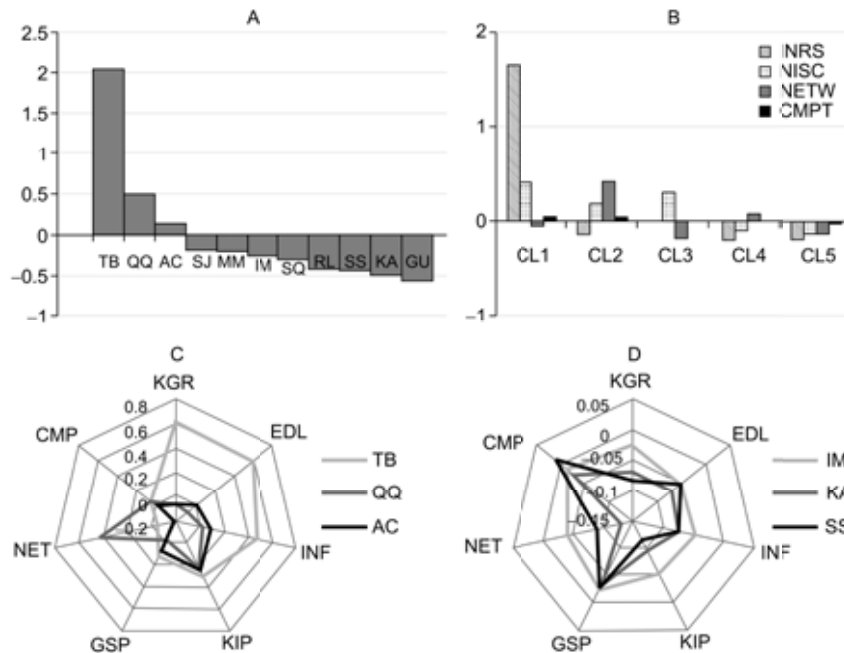 A
2.5
2
1.5
1
0.5
0
−0.5
−1
TB QQ AC SJ MM IM SQ RL SS KA GU
B
2
1
0
−1
INRS
NISC
NETW
CMPT
CL1 CL2 CL3 CL4 CL5
C
KGR
EDL
INF
KIP
GSP
NET
CMP
0.8
0.6
0.4
0.2
0
0.2
TB
QQ
AC
D
KGR
EDL
INF
KIP
GSP
NET
CMP
0.05
0
−0.05
−0.1
−0.15
IM
KA
SS